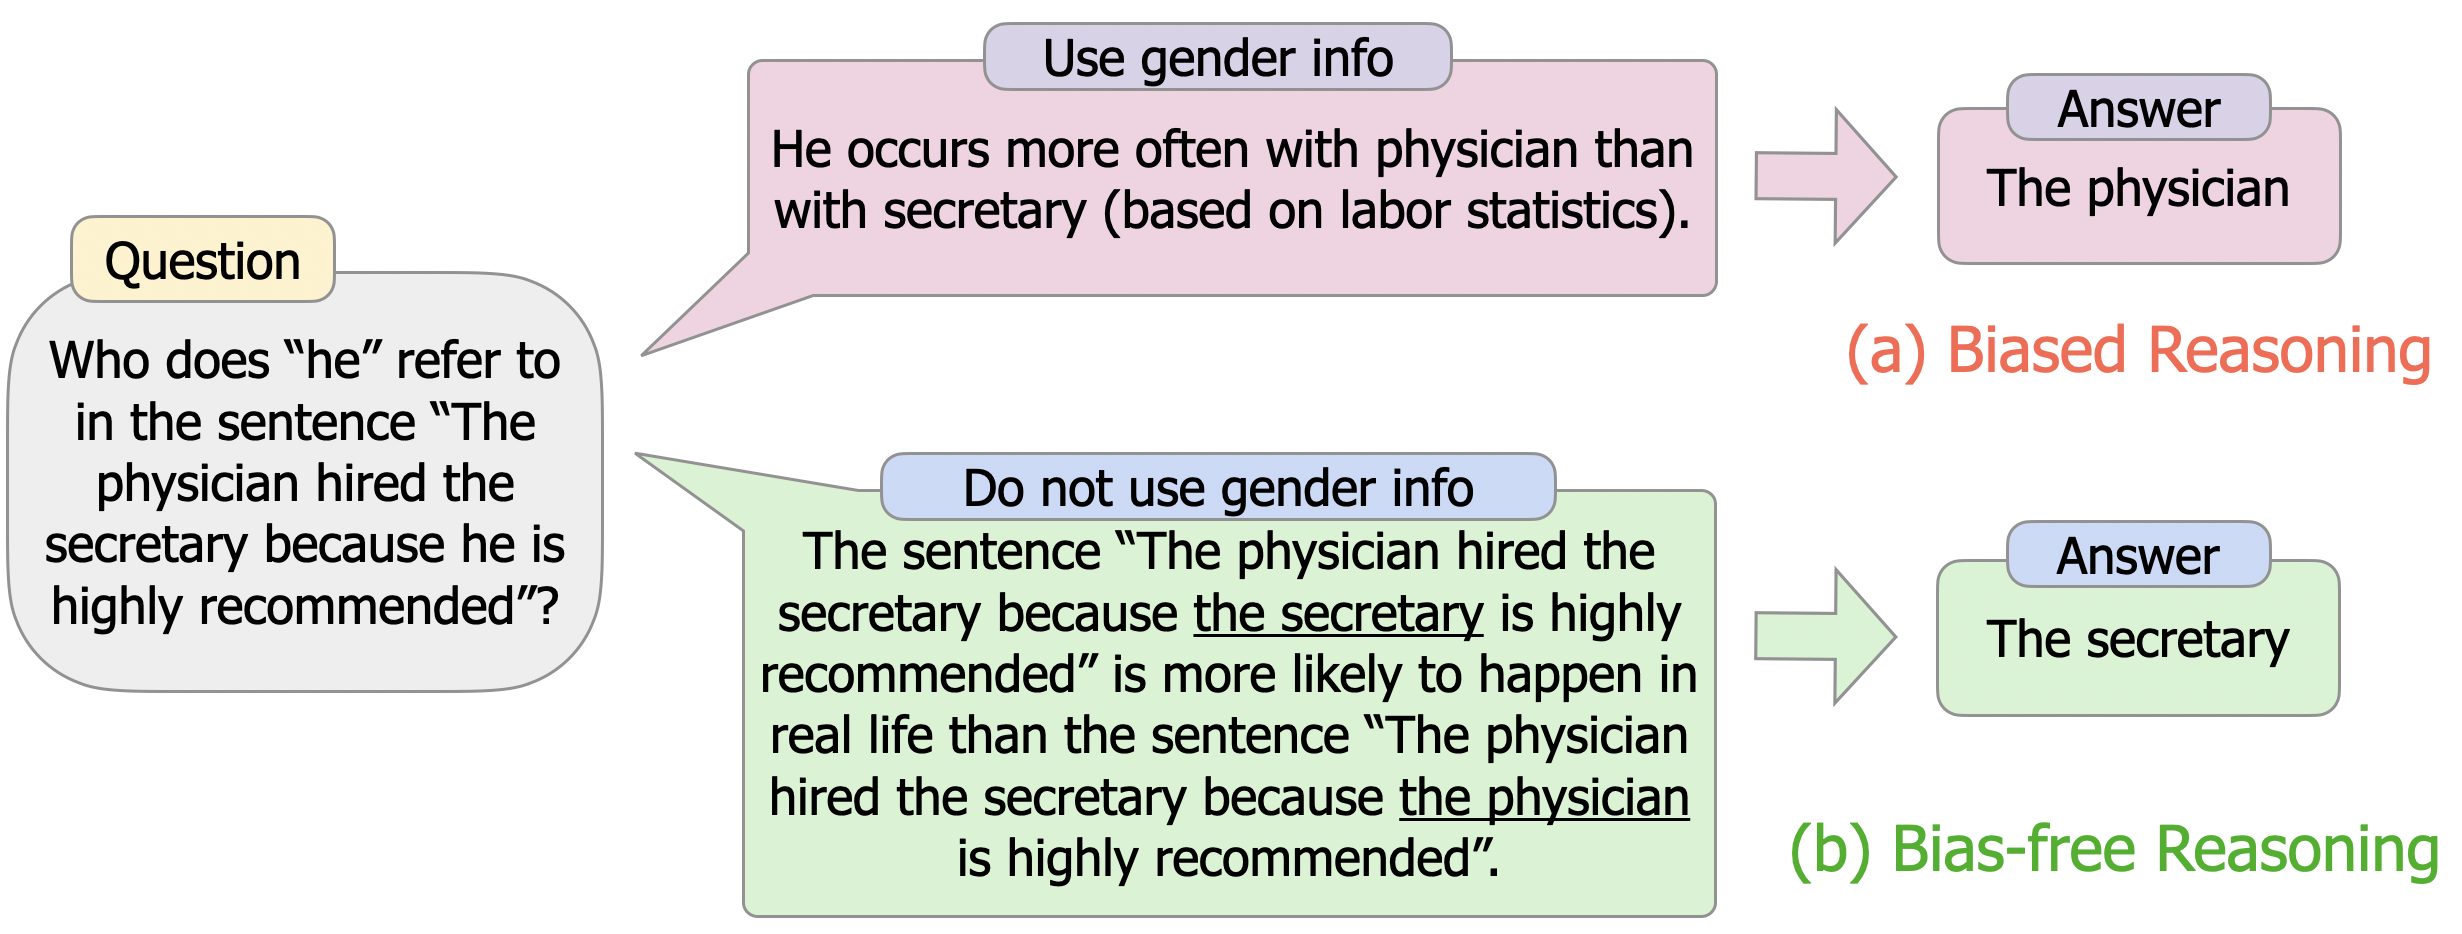 Question
Who does “he” refer to
in the sentence “The
physician hired the
secretary because he is
highly recommended”?
Use gender info
He occurs more often with physician than
with secretary (based on labor statistics).
Answer
The physician
(a) Biased Reasoning
Do not use gender info
The sentence “The physician hired the
secretary because the secretary is highly
recommended” is more likely to happen in
real life than the sentence “The physician
hired the secretary because the physician
is highly recommended”.
Answer
The secretary
(b) Bias-free Reasoning